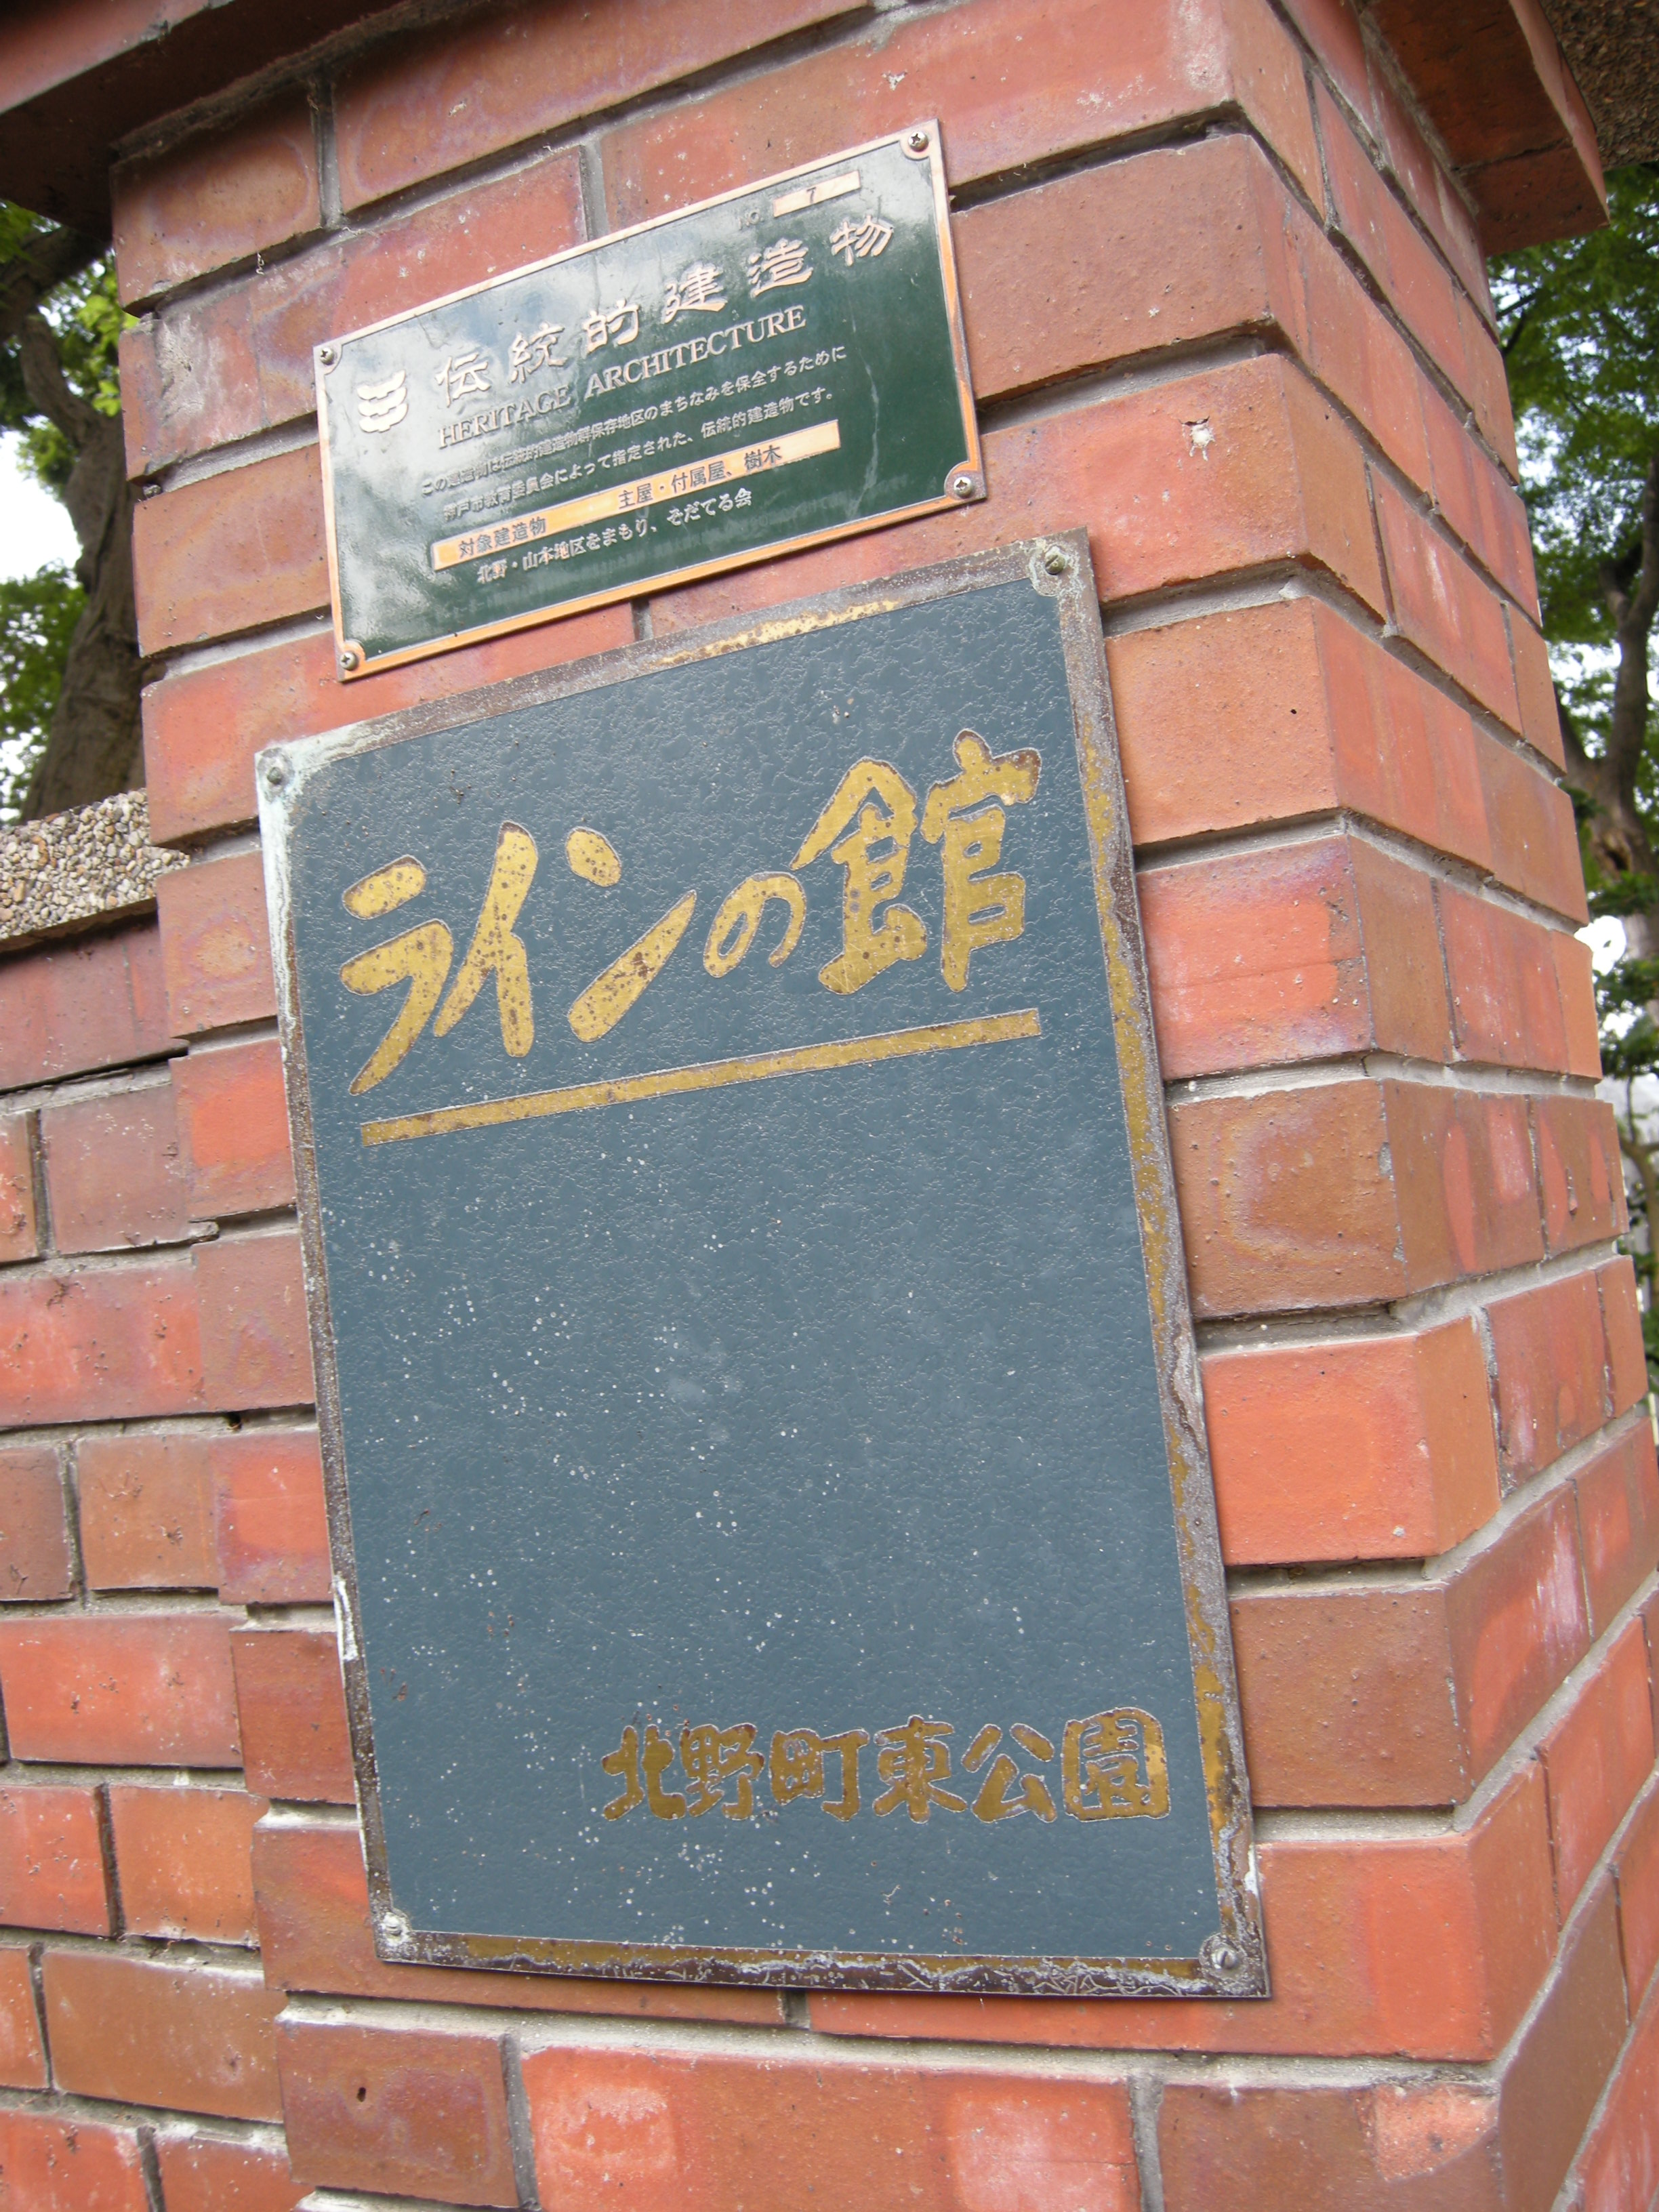 No. 7
伝統的建造物
HERITAGE ARCHITECTURE
この建造物は伝統的建造物群保存地区のまちなみを保全するために
神戸市教育委員会によって指定された、伝統的建造物です。
対象建造物 主屋・付属屋、樹木
北野・山本地区をまもり、そだてる会
ラインの館
北野町東公園